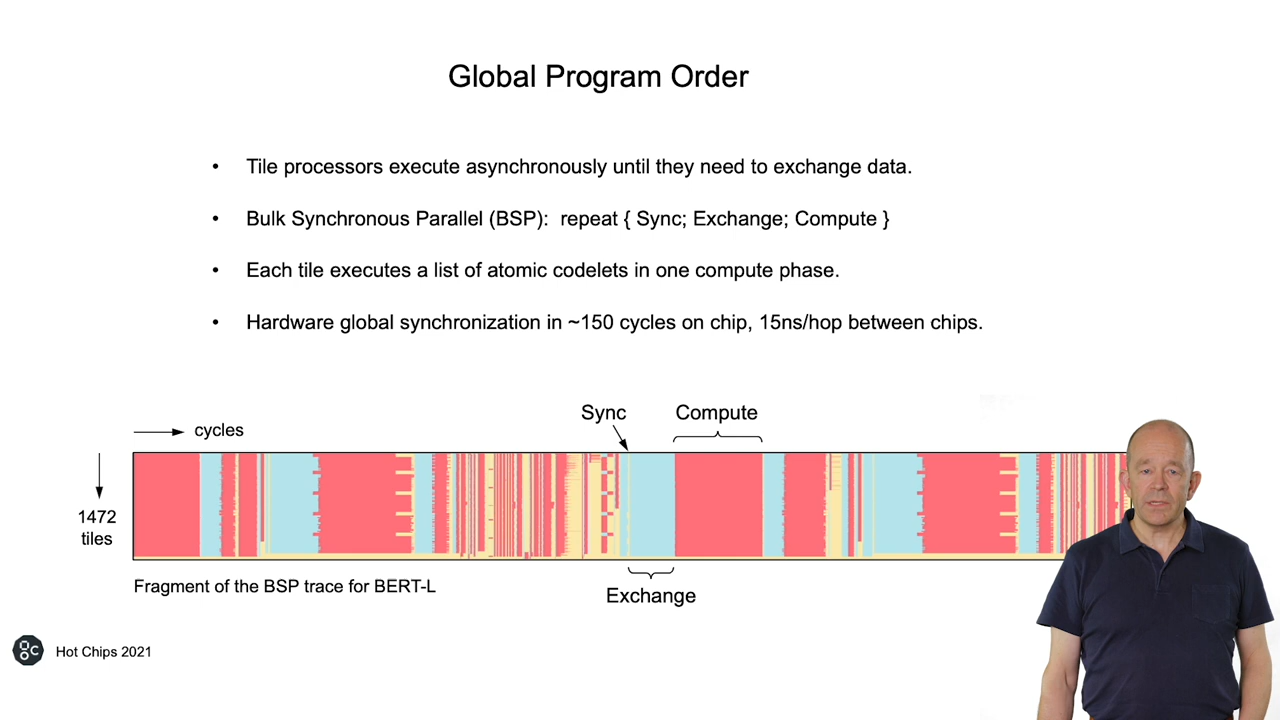 Global Program Order
• Tile processors execute asynchronously until they need to exchange data.
• Bulk Synchronous Parallel (BSP):  repeat { Sync; Exchange; Compute }
• Each tile executes a list of atomic codelets in one compute phase.
• Hardware global synchronization in ~150 cycles on chip, 15ns/hop between chips.
Sync
Compute
cycles
1472
tiles
Fragment of the BSP trace for BERT-L
Exchange
gc
Hot Chips 2021